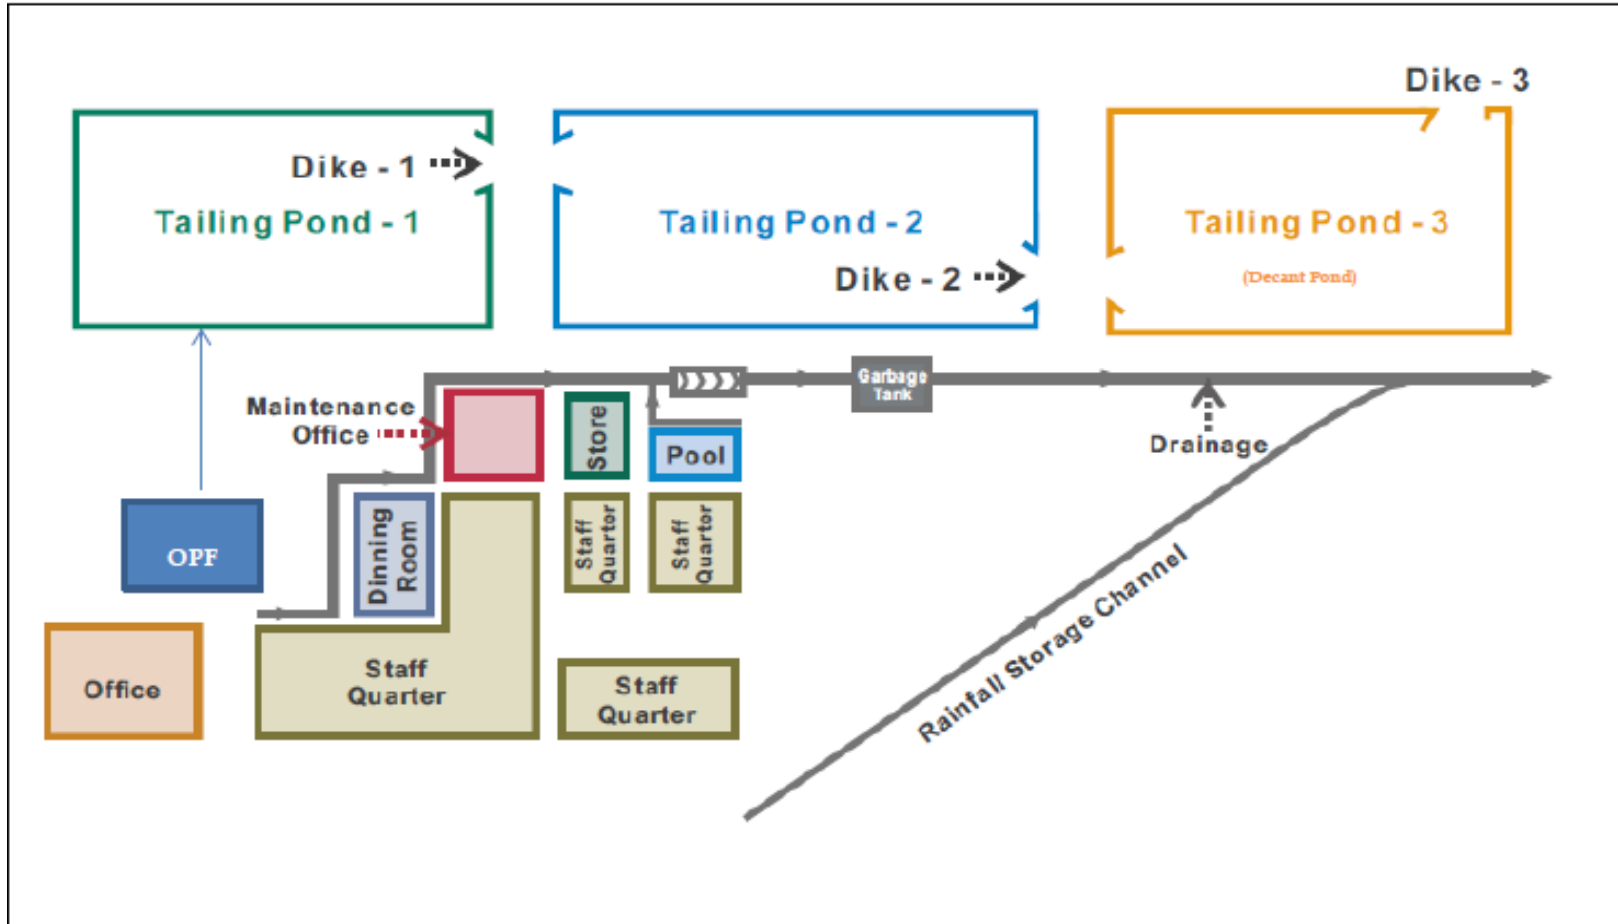 Dike - 3
Dike - 1
Tailing Pond - 1
Tailing Pond - 2
Tailing Pond - 3
Dike - 2
(Decant Pond)
Garbage
Tank
Maintenance
Office
Store
Pool
Drainage
OPF
Dinning
Room
Staff
Quarter
Staff
Quarter
Office
Staff
Quarter
Staff
Quarter
Rainfall Storage Channel